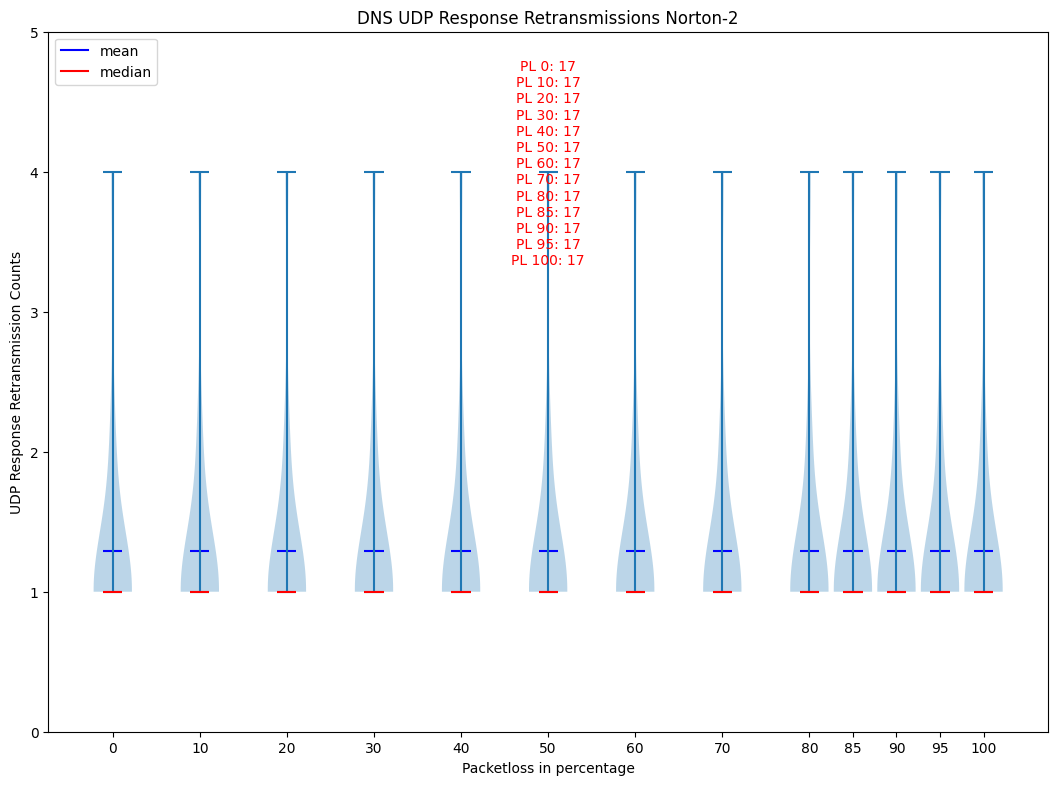 DNS UDP Response Retransmissions Norton-2
mean
median
PL 0: 17
PL 10: 17
PL 20: 17
PL 30: 17
PL 40: 17
PL 50: 17
PL 60: 17
PL 70: 17
PL 80: 17
PL 85: 17
PL 90: 17
PL 95: 17
PL 100: 17
UDP Response Retransmission Counts
5
4
3
2
1
0
0 10 20 30 40 50 60 70 80 85 90 95 100
Packetloss in percentage